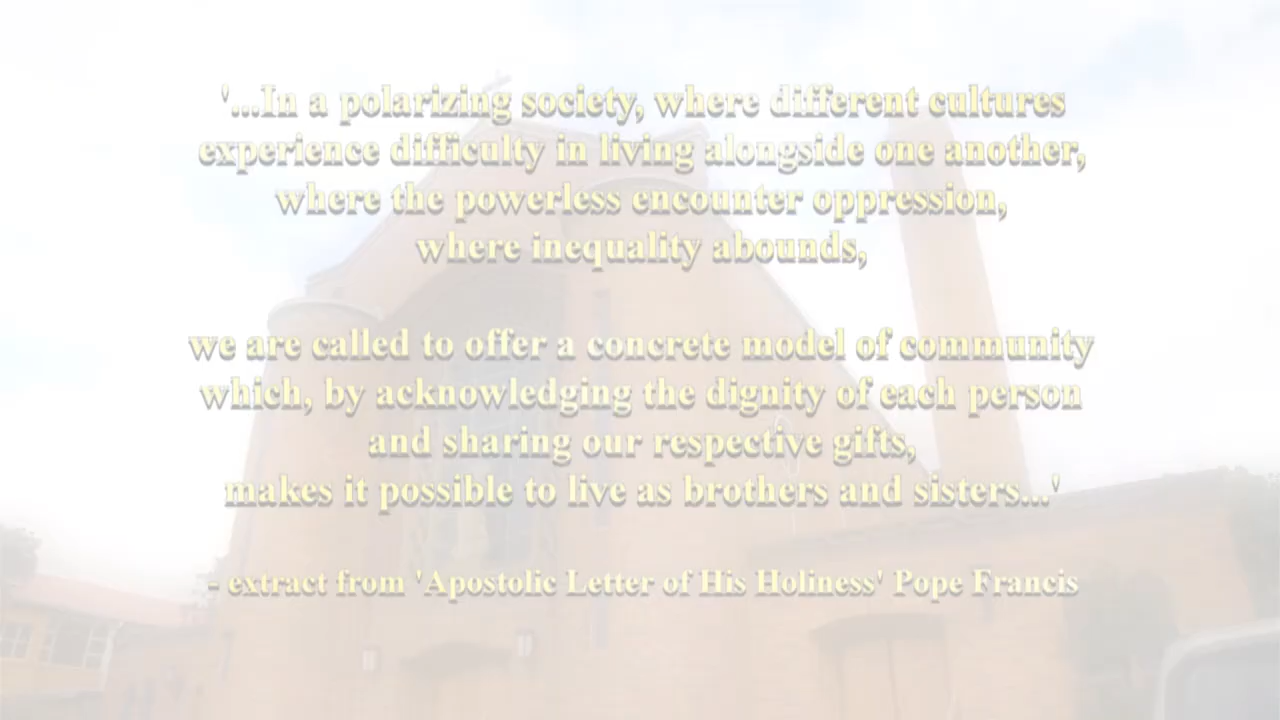 '...In a polarizing society, where different cultures
experience difficulty in living alongside one another,
where the powerless encounter oppression,
where inequality abounds,
we are called to offer a concrete model of community
which, by acknowledging the dignity of each person
and sharing our respective gifts,
makes it possible to live as brothers and sisters...'
- extract from 'Apostolic Letter of His Holiness' Pope Francis